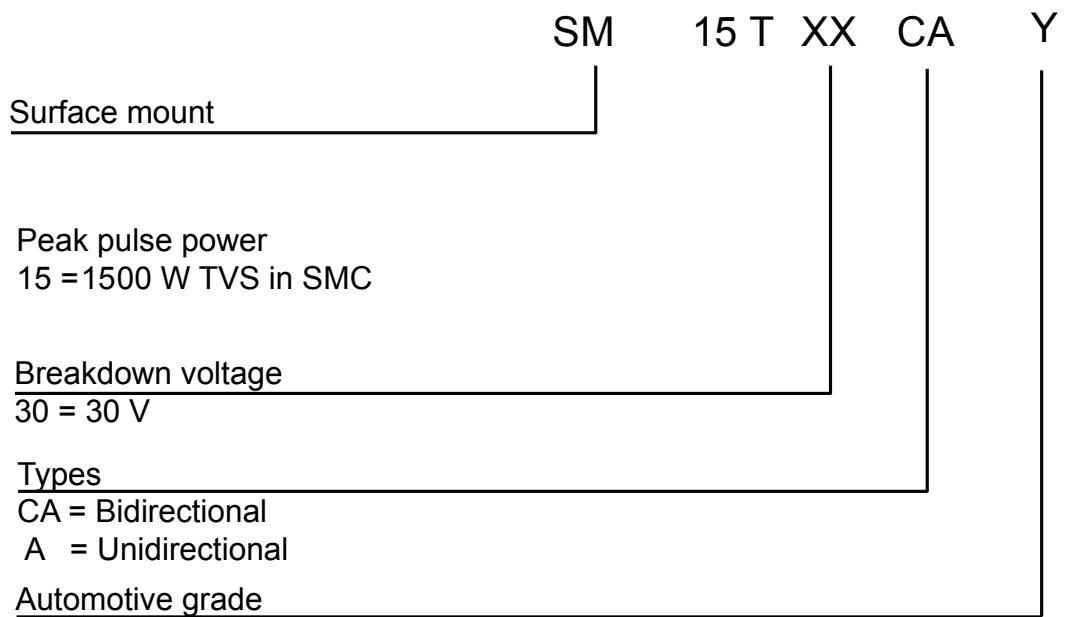 SM 15 T XX CA Y
Surface mount
Peak pulse power
15 =1500 W TVS in SMC
Breakdown voltage
30 = 30 V
Types
CA = Bidirectional
A = Unidirectional
Automotive grade